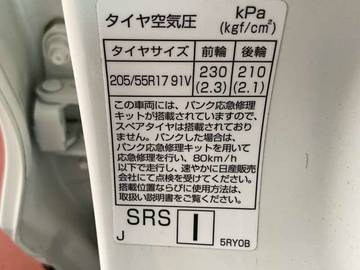 タイヤ空気圧 kPa
(kgf/cm²)
タイヤサイズ 前輪 後輪
205/55R17 91V 230 210
(2.3) (2.1)
この車両には、パンク応急修理
キットが搭載されていますので、
スペアタイヤは搭載されており
ません。パンクした場合は、
パンク応急修理キットを用いて
応急修理を行い、80km/h
以下で走行し、速やかに日産販売
会社にて点検を受けてください。
搭載位置ならびに使用方法は、
取扱い説明書をご覧ください。
SRS I
J 5RY0B